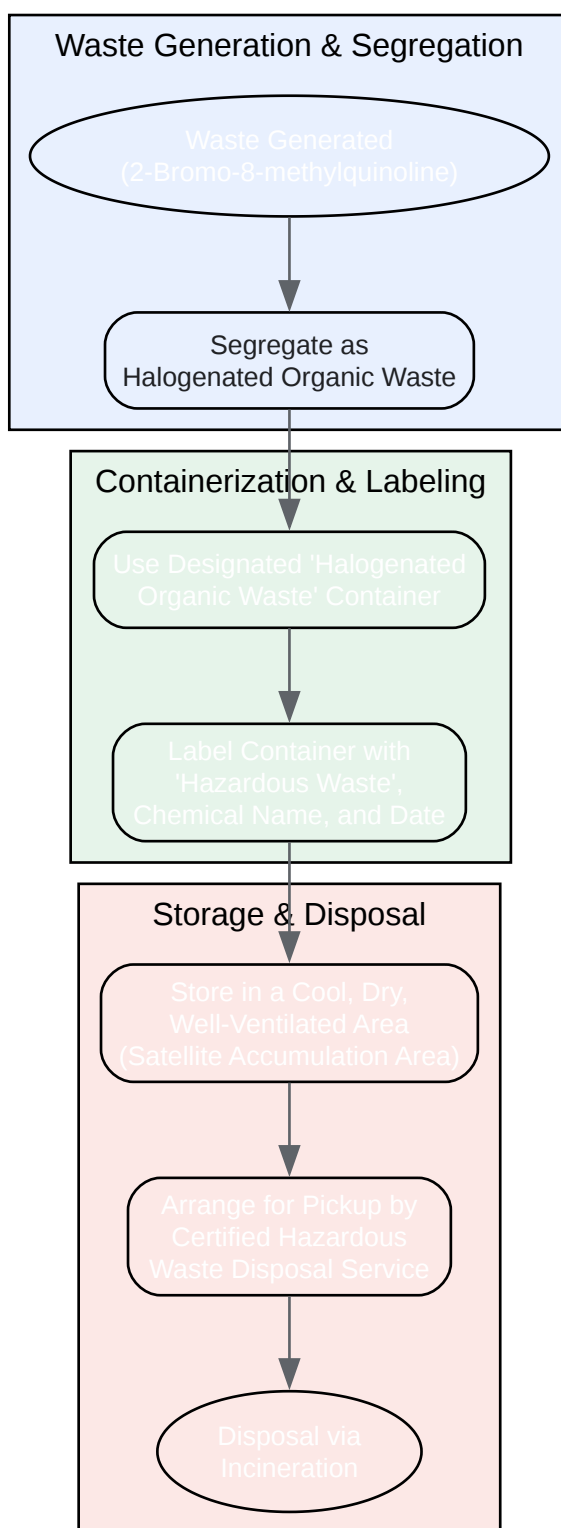 Waste Generation & Segregation
Waste Generated
(2-Bromo-8-methylquinoline)
Segregate as
Halogenated Organic Waste
Containerization & Labeling
Use Designated 'Halogenated
Organic Waste' Container
Label Container with
'Hazardous Waste',
Chemical Name, and Date
Storage & Disposal
Store in a Cool, Dry,
Well-Ventilated Area
(Satellite Accumulation Area)
Arrange for Pickup by
Certified Hazardous
Waste Disposal Service
Disposal via
Incineration